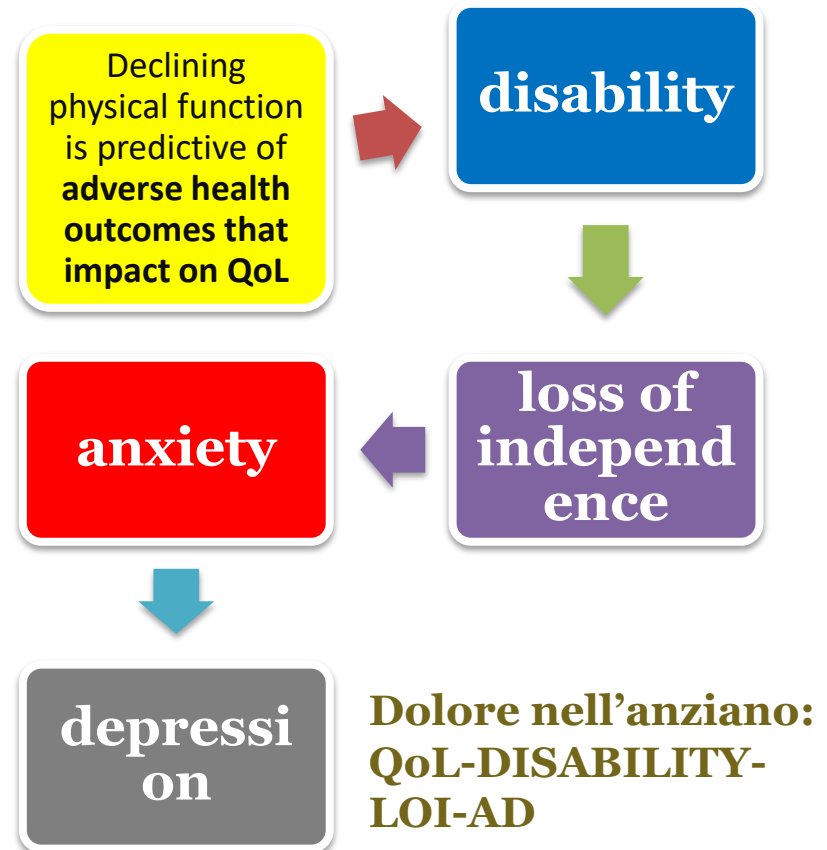 Declining
physical function
is predictive of
adverse health
outcomes that
impact on QoL
disability
loss of
independ
ence
anxiety
depressi
on
Dolore nell’anziano:
QoL-DISABILITY-
LOI-AD